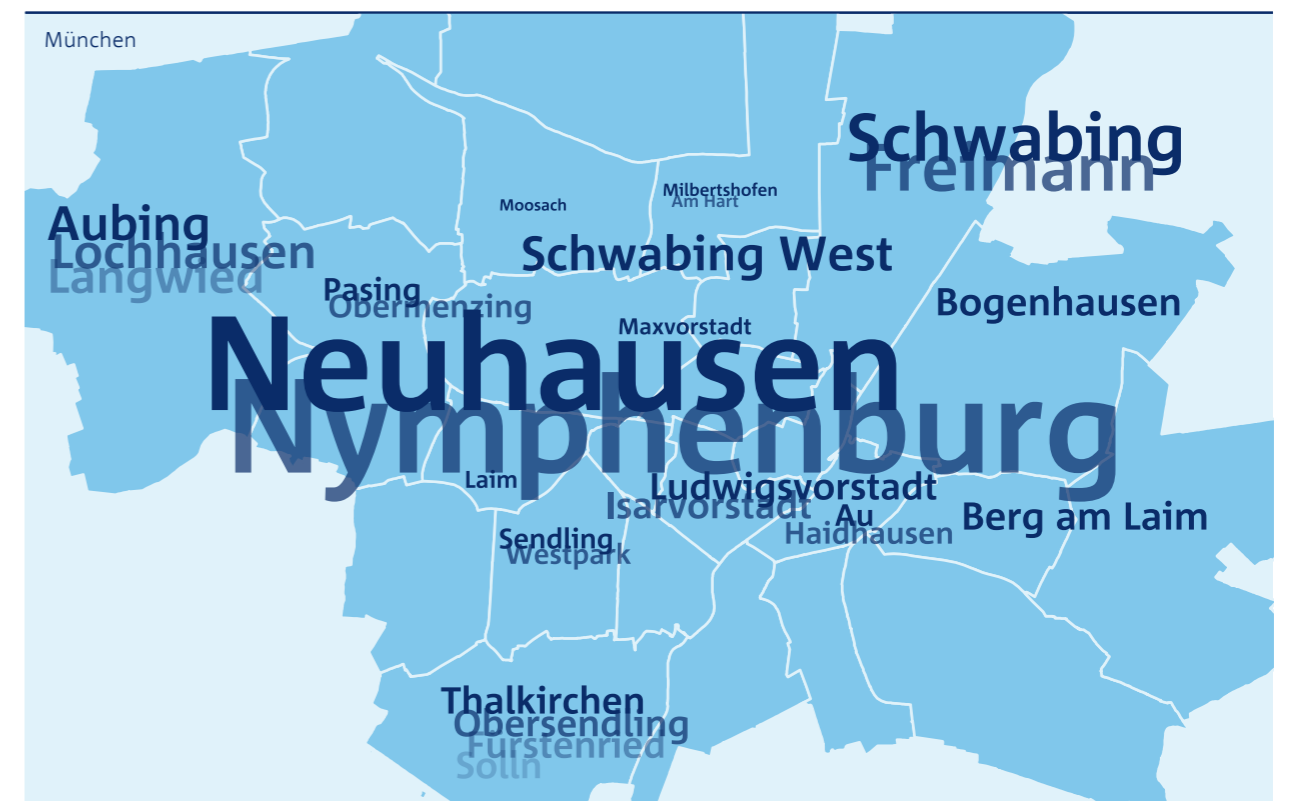 München
Schwabing
Freimann
Milbertshofen
Am Hart
Moosach
Aubing
Lochhausen
Langwied
Schwabing West
Pasing
Obermenzing
Bogenhausen
Maxvorstadt
Neuhausen
Nymphenburg
Laim
Ludwigsvorstadt
Isarvorstadt
Au
Haidhausen
Berg am Laim
Sendling
Westpark
Thalkirchen
Obersendling
Fürstenried
Solln